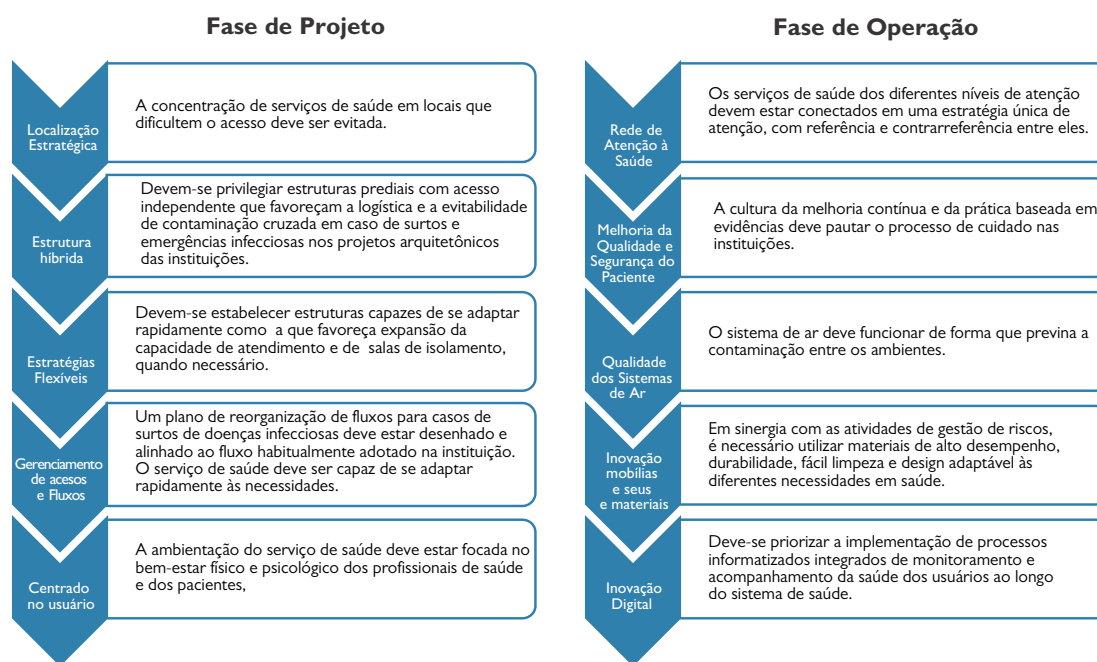 Fase de Projeto
Localização
Estratégica
A concentração de serviços de saúde em locais que
dificultem o acesso deve ser evitada.
Estrutura
híbrida
Devem-se privilegiar estruturas prediais com acesso
independente que favoreçam a logística e a evitabilidade
de contaminação cruzada em caso de surtos e
emergências infecciosas nos projetos arquitetônicos
das instituições.
Estratégias
Flexíveis
Devem-se estabelecer estruturas capazes de se adaptar
rapidamente como a que favoreça expansão da
capacidade de atendimento e de salas de isolamento,
quando necessário.
Gerenciamento
de acesos
e Fluxos
Um plano de reorganização de fluxos para casos de
surtos de doenças infecciosas deve estar desenhado e
alinhado ao fluxo habitualmente adotado na instituição.
O serviço de saúde deve ser capaz de se adaptar
rapidamente às necessidades.
Centrado
no usuário
A ambientação do serviço de saúde deve estar focada no
bem-estar físico e psicológico dos profissionais de saúde
e dos pacientes,
Fase de Operação
Rede de
Atenção à
Saúde
Os serviços de saúde dos diferentes níveis de atenção
devem estar conectados em uma estratégia única de
atenção, com referência e contrarreferência entre eles.
Melhoria da
Qualidade e
Segurança do
Paciente
A cultura da melhoria contínua e da prática baseada em
evidências deve pautar o processo de cuidado nas
instituições.
Qualidade
dos Sistemas
de Ar
O sistema de ar deve funcionar de forma que previna a
contaminação entre os ambientes.
Inovação
mobílias
e seus
e materiais
Em sinergia com as atividades de gestão de riscos,
é necessário utilizar materiais de alto desempenho,
durabilidade, fácil limpeza e design adaptável às
diferentes necessidades em saúde.
Inovação
Digital
Deve-se priorizar a implementação de processos
informatizados integrados de monitoramento e
acompanhamento da saúde dos usuários ao longo
do sistema de saúde.